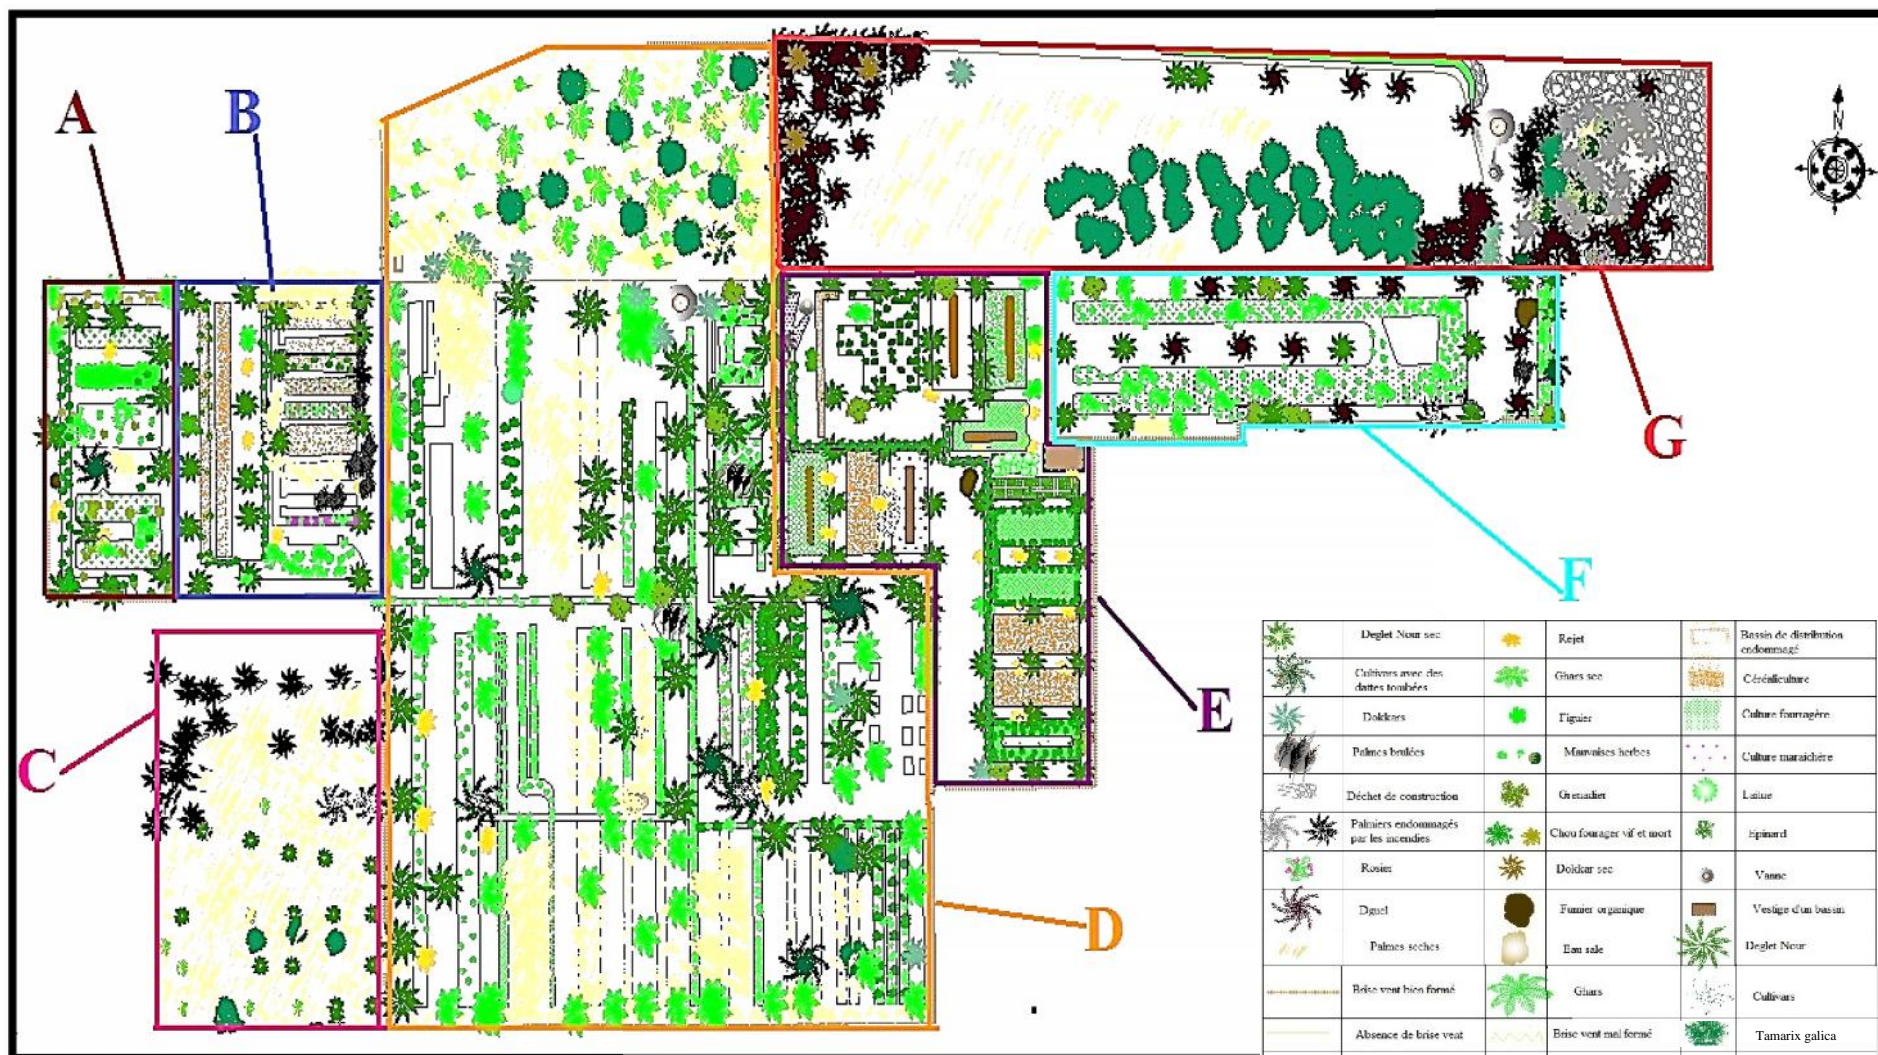 A
B
N
G
F
E
C
D
Deglet Nour sec
Rejet
Bassin de distribution
endommagé
Cultivars avec des
dattes tombées
Ghars sec
Céréaliculture
Dokkars
Figuier
Culture fourragère
Palmes brulées
Mauvaises herbes
Culture maraichère
Déchet de construction
Grenadier
Laitue
Palmiers endommagés
par les incendies
Chou fourager vif et mort
Epinard
Rosier
Dokkar sec
Vanne
Dguel
Fumier organique
Vestige d'un bassin
Palmes seches
Eau sale
Deglet Nour
Brise vent bien formé
Ghars
Cultivars
Absence de brise vent
Brise vent mal formé
Tamarix galica